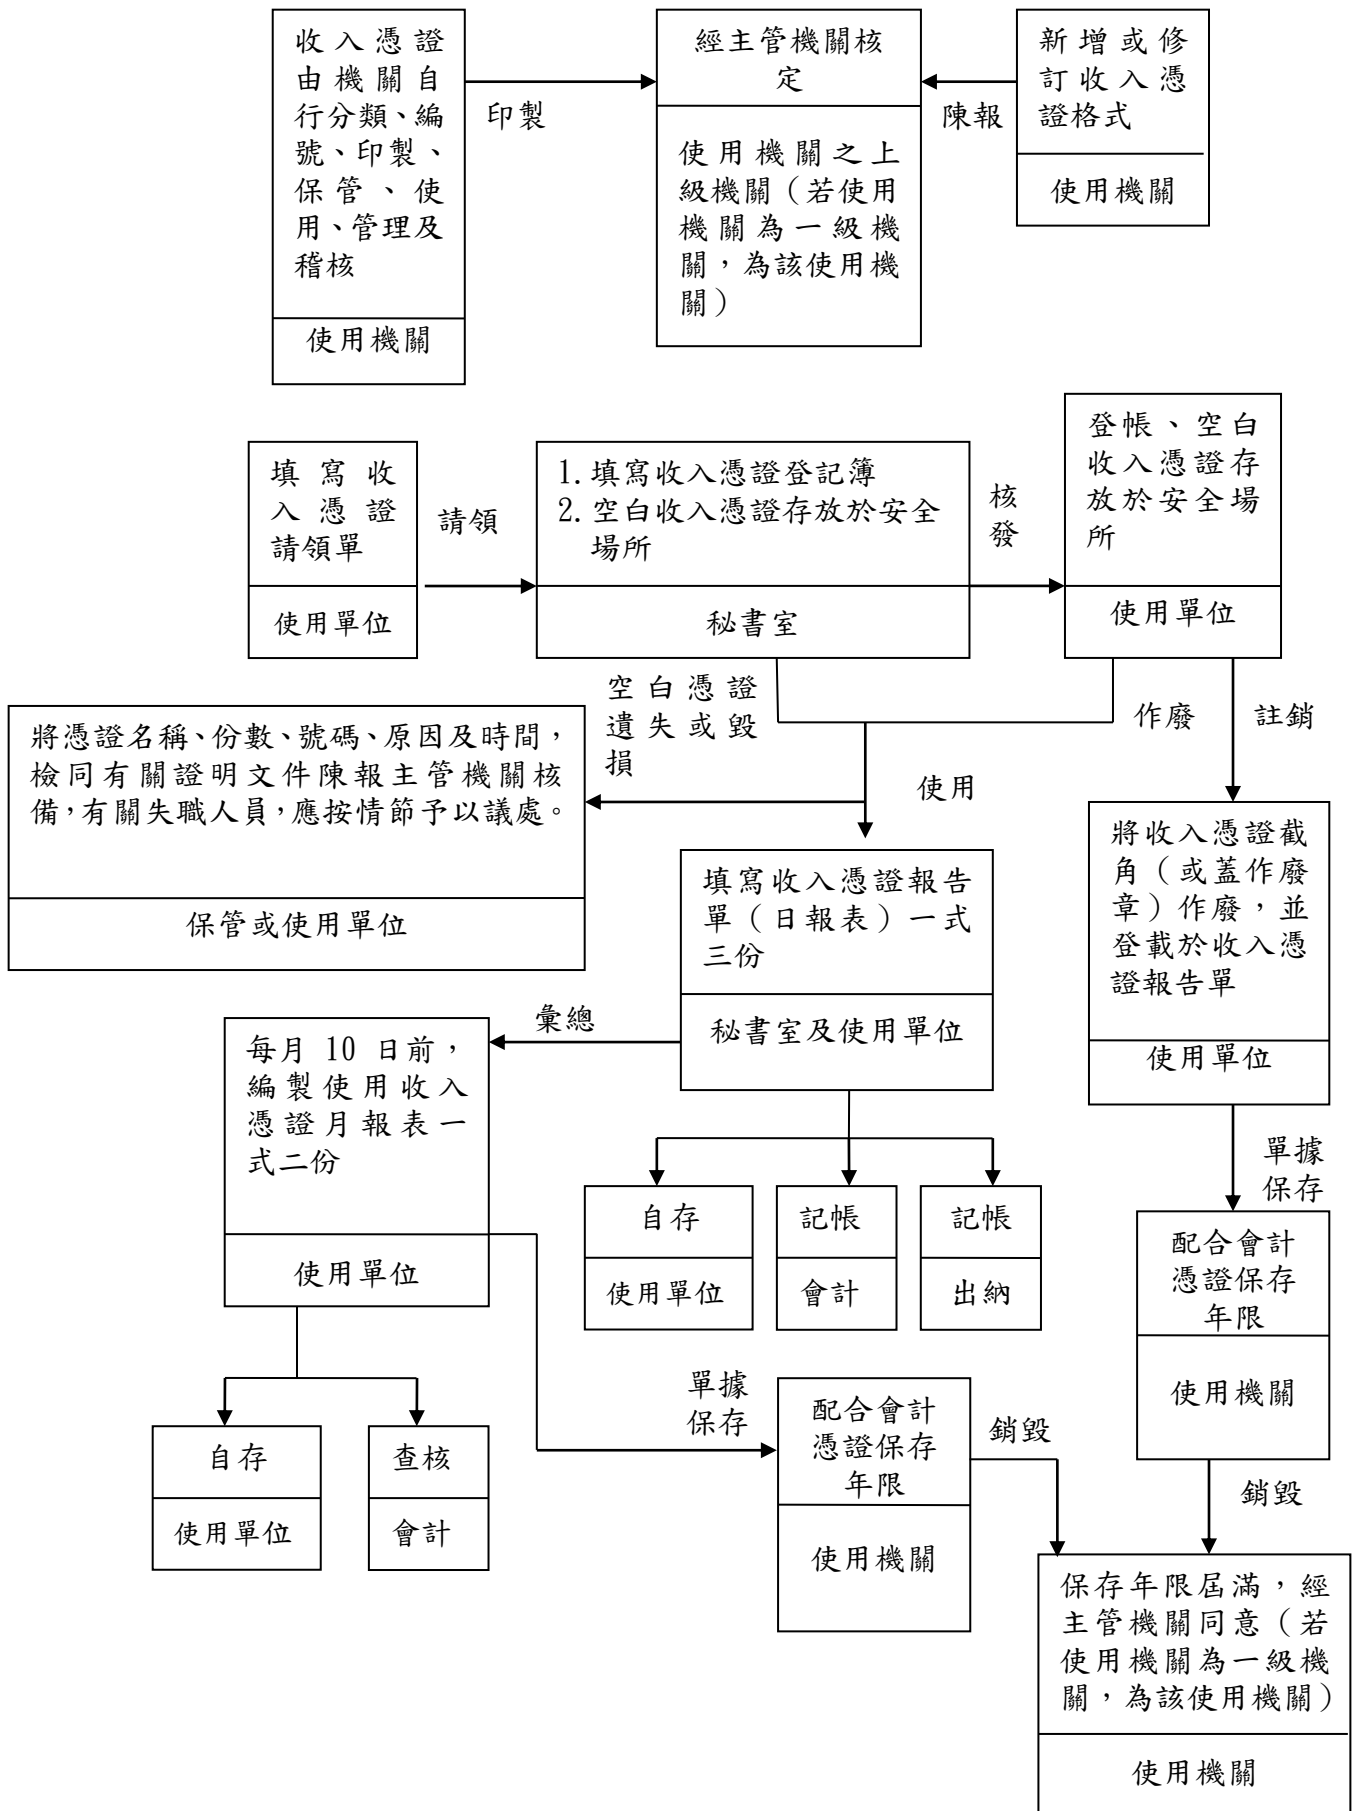 收入憑證
由機關自
行分類、編
號、印製、
保管、使
用、管理及
稽核
使用機關
印製
經主管機關核
定
使用機關之上
級機關（若使用
機關為一級機
關，為該使用機
關）
陳報
新增或修
訂收入憑
證格式
使用機關
填寫收
入憑證
請領單
使用單位
請領
1.填寫收入憑證登記簿
2.空白收入憑證存放於安全
場所
秘書室
核
發
登帳、空白
收入憑證存
放於安全場
所
使用單位
空白憑證
遺失或毀
損
使用
作廢
註銷
將憑證名稱、份數、號碼、原因及時間，
檢同有關證明文件陳報主管機關核
備，有關失職人員，應按情節予以議處。
保管或使用單位
填寫收入憑證報告
單（日報表）一式
三份
秘書室及使用單位
將收入憑證截
角（或蓋作廢
章）作廢，並
登載於收入憑
證報告單
使用單位
彙總
每月 10 日前，
編製使用收入
憑證月報表一
式二份
使用單位
自存
使用單位
記帳
會計
記帳
出納
單據
保存
配合會計
憑證保存
年限
使用機關
自存
使用單位
查核
會計
單據
保存
配合會計
憑證保存
年限
使用機關
銷毀
銷毀
保存年限屆滿，經
主管機關同意（若
使用機關為一級機
關，為該使用機關）
使用機關